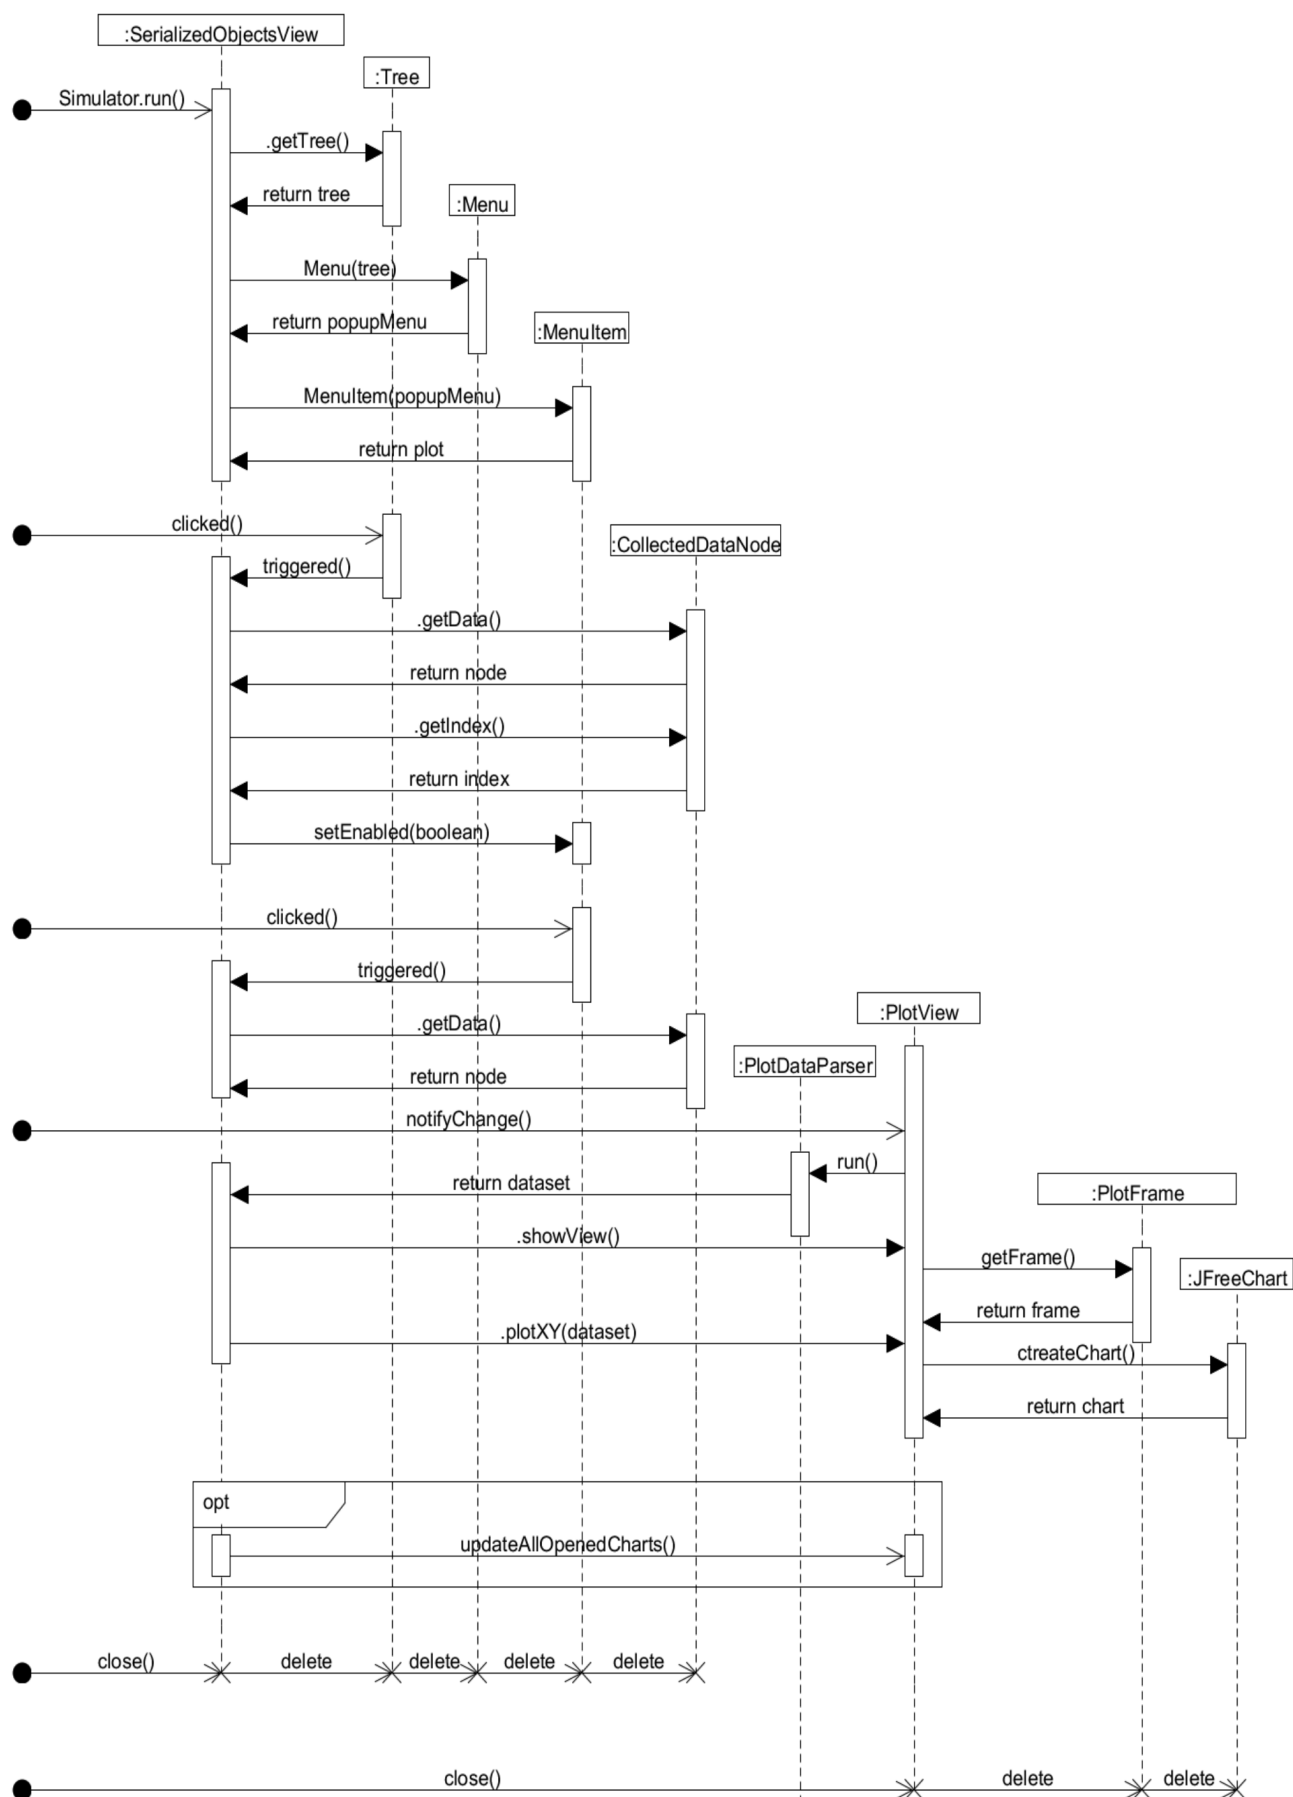 :SerializedObjectsView
:Tree
Simulator.run()
.getTree()
return tree
:Menu
Menu(tree)
return popupMenu
:MenuItem
MenuItem(popupMenu)
return plot
clicked()
:CollectedDataNode
triggered()
.getData()
return node
.getIndex()
return index
setEnabled(boolean)
clicked()
triggered()
:PlotView
.getData()
:PlotDataParser
return node
notifyChange()
run()
return dataset
:PlotFrame
.showView()
getFrame()
:JFreeChart
return frame
.plotXY(dataset)
ctreateChart()
return chart
opt
updateAllOpenedCharts()
close()
delete
delete
delete
delete
close()
delete
delete